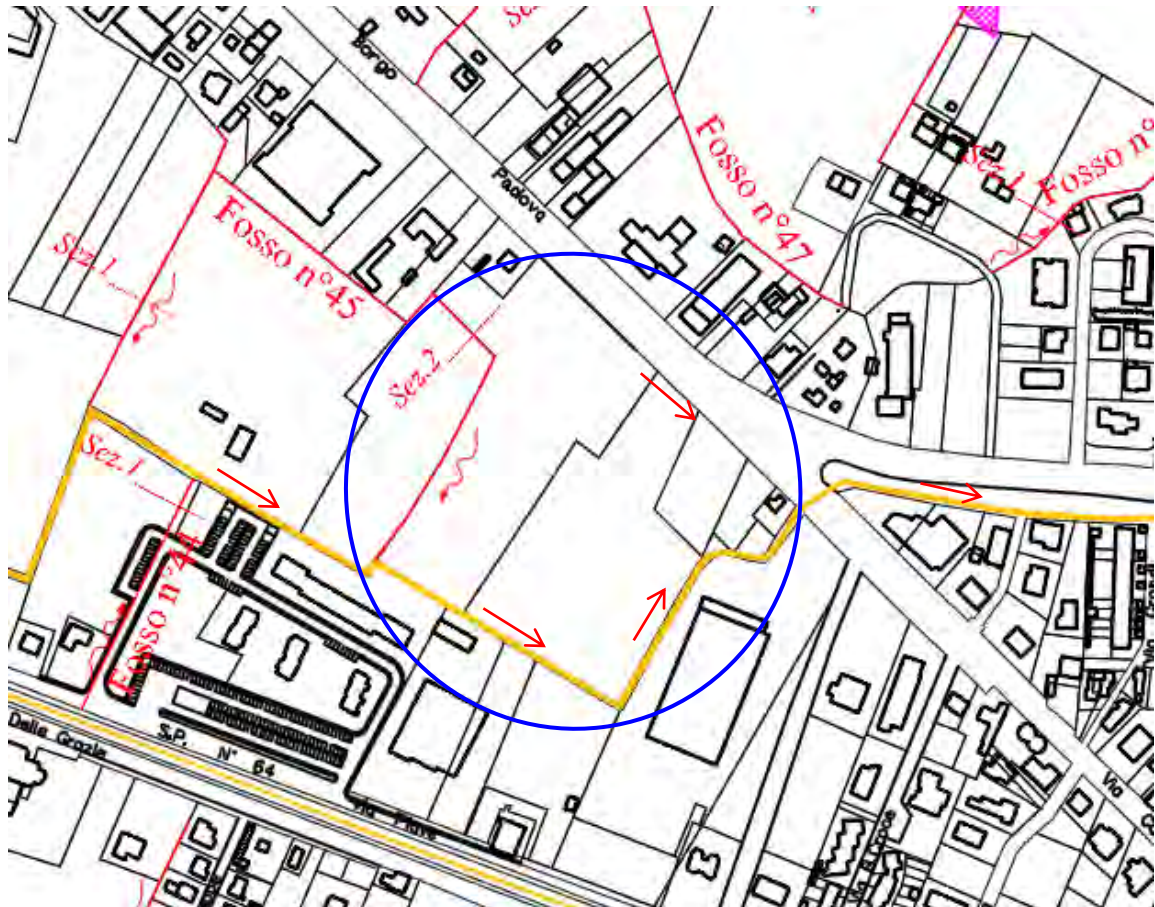 Borgo
Padova
Fosso n°47
Sez.1
Fosso n°
Sez.1
Fosso n°45
Sez.2
Sez.1
Fosso n°44
Delle Grazie
S.P. N° 64
Via Piave
Via